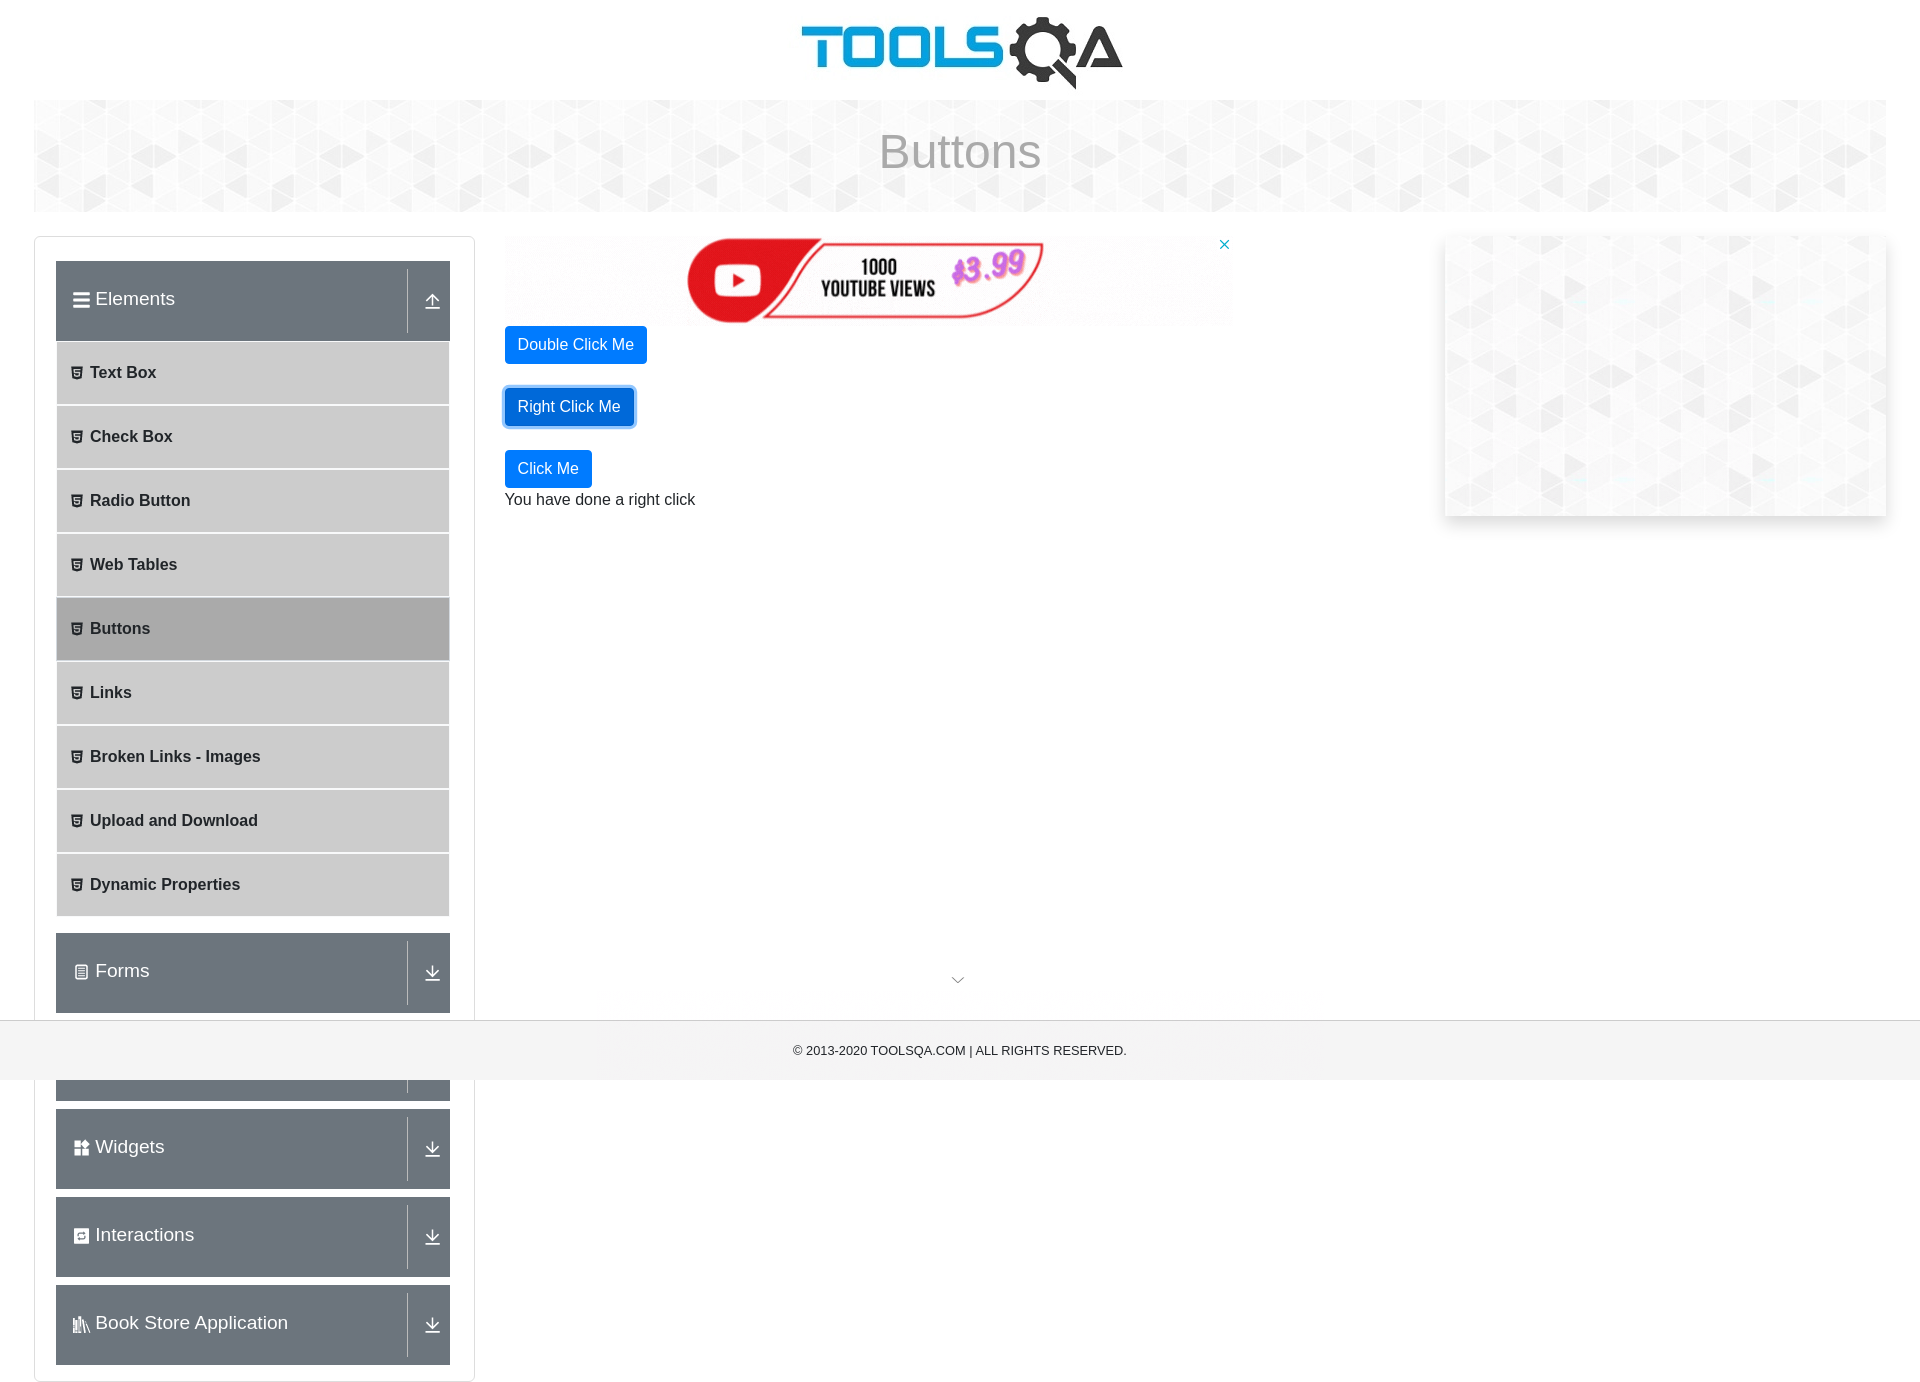 TOOLSQA
Buttons
Elements
Text Box
Check Box
Radio Button
Web Tables
Buttons
Links
Broken Links - Images
Upload and Download
Dynamic Properties
Forms
Widgets
Interactions
Book Store Application
1000
YOUTUBE VIEWS
$3.99
Double Click Me
Right Click Me
Click Me
You have done a right click
© 2013-2020 TOOLSQA.COM | ALL RIGHTS RESERVED.